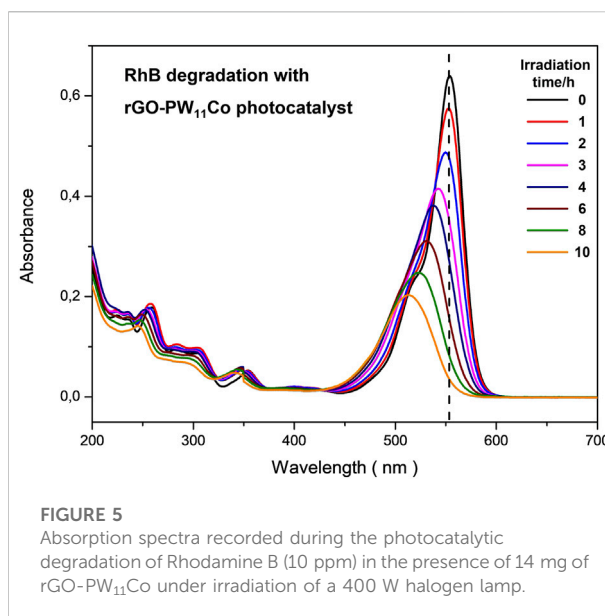 RhB degradation with
rGO-PW₁₁Co photocatalyst
Irradiation
time/h
0
1
2
3
4
6
8
10
Absorbance
0,6
0,4
0,2
0,0
200
300
400
500
600
700
Wavelength ( nm )
FIGURE 5
Absorption spectra recorded during the photocatalytic
degradation of Rhodamine B (10 ppm) in the presence of 14 mg of
rGO-PW₁₁Co under irradiation of a 400 W halogen lamp.